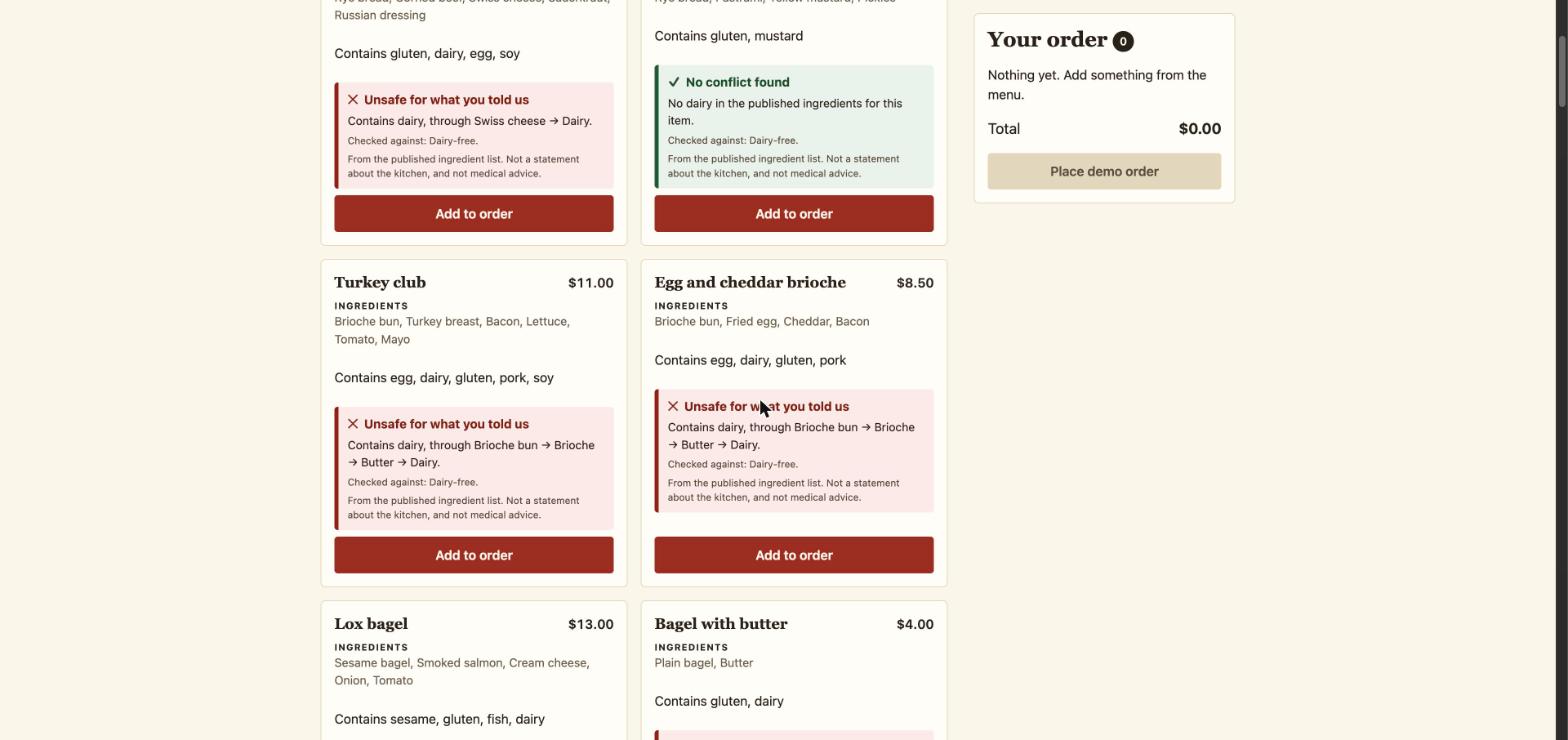 Russian dressing
Contains gluten, dairy, egg, soy
Unsafe for what you told us
Contains dairy, through Swiss cheese → Dairy.
Checked against: Dairy-free.
From the published ingredient list. Not a statement
about the kitchen, and not medical advice.
Add to order
Contains gluten, mustard
No conflict found
No dairy in the published ingredients for this
item.
Checked against: Dairy-free.
From the published ingredient list. Not a statement
about the kitchen, and not medical advice.
Add to order
Turkey club $11.00
INGREDIENTS
Brioche bun, Turkey breast, Bacon, Lettuce,
Tomato, Mayo
Contains egg, dairy, gluten, pork, soy
Unsafe for what you told us
Contains dairy, through Brioche bun → Brioche
→ Butter → Dairy.
Checked against: Dairy-free.
From the published ingredient list. Not a statement
about the kitchen, and not medical advice.
Add to order
Egg and cheddar brioche $8.50
INGREDIENTS
Brioche bun, Fried egg, Cheddar, Bacon
Contains egg, dairy, gluten, pork
Unsafe for what you told us
Contains dairy, through Brioche bun → Brioche
→ Butter → Dairy.
Checked against: Dairy-free.
From the published ingredient list. Not a statement
about the kitchen, and not medical advice.
Add to order
Lox bagel $13.00
INGREDIENTS
Sesame bagel, Smoked salmon, Cream cheese,
Onion, Tomato
Contains sesame, gluten, fish, dairy
Bagel with butter $4.00
INGREDIENTS
Plain bagel, Butter
Contains gluten, dairy
Your order 0
Nothing yet. Add something from the
menu.
Total $0.00
Place demo order